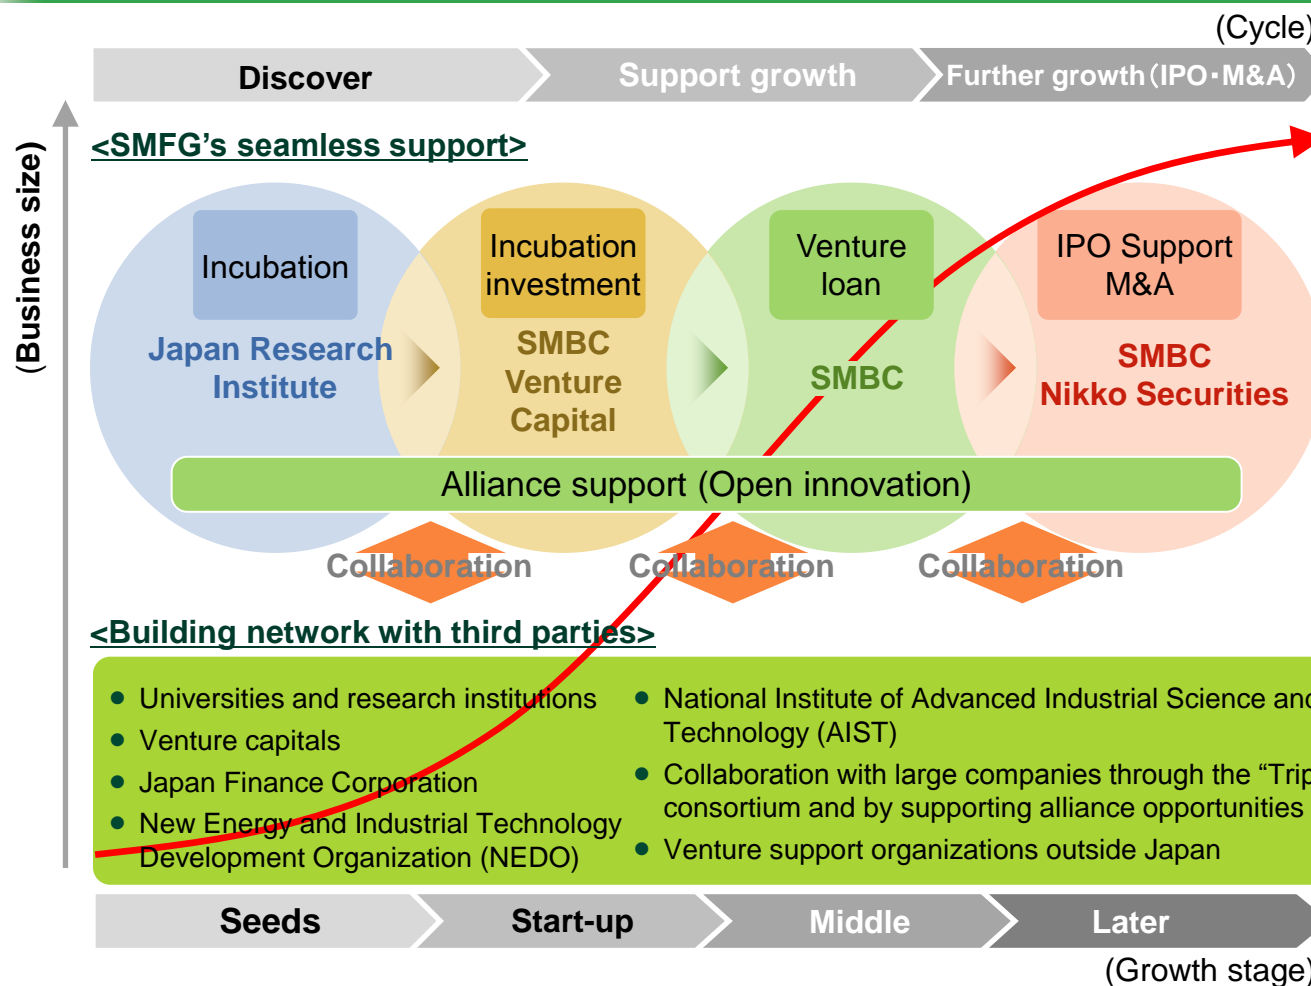 (Cycle)
Discover
Support growth
Further growth（IPO・M&A）
(Business size)
<SMFG’s seamless support>
Incubation
Japan Research
Institute
Incubation
investment
SMBC
Venture
Capital
Venture
loan
SMBC
IPO Support
M&A
SMBC
Nikko Securities
Alliance support (Open innovation)
Collaboration
Collaboration
Collaboration
<Building network with third parties>
● Universities and research institutions
● Venture capitals
● Japan Finance Corporation
● New Energy and Industrial Technology
Development Organization (NEDO)
● National Institute of Advanced Industrial Science and
Technology (AIST)
● Collaboration with large companies through the
consortium and by supporting alliance opportunities
● Venture support organizations outside Japan
Seeds
Start-up
Middle
Later
(Growth stage)